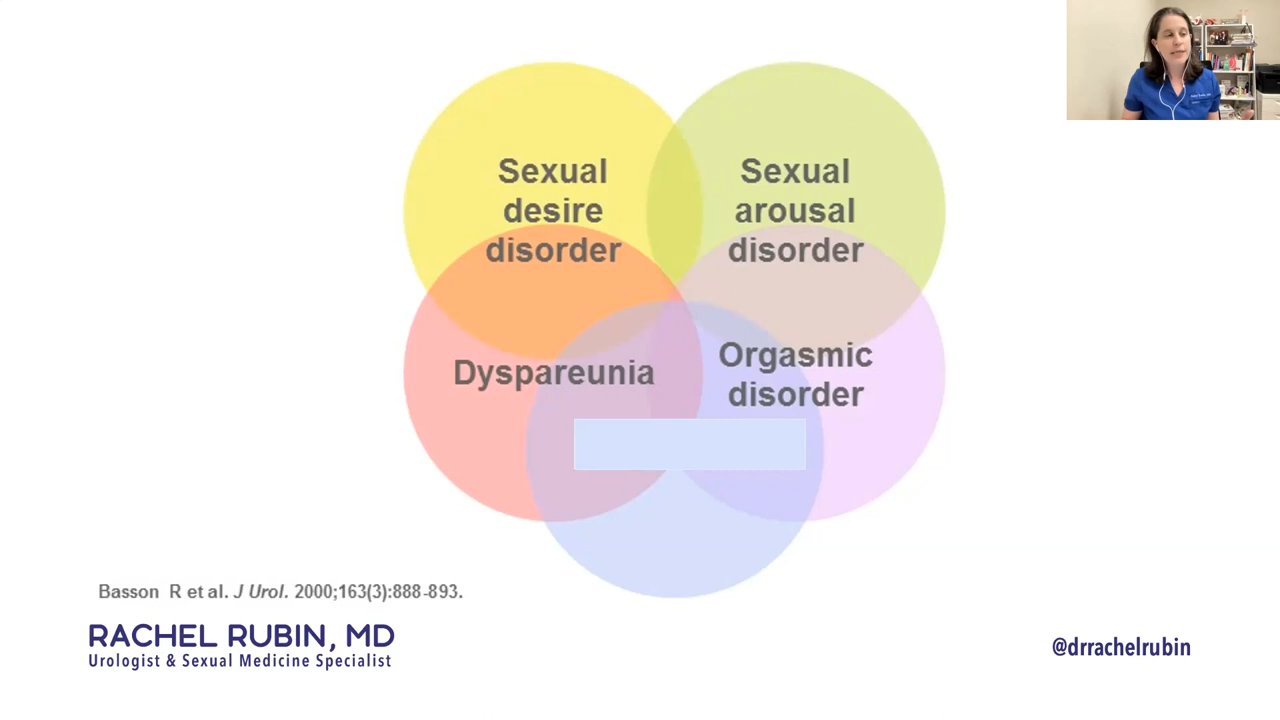 Sexual
desire
disorder
Sexual
arousal
disorder
Dyspareunia
Orgasmic
disorder
Basson R et al. J Urol. 2000;163(3):888-893.
RACHEL RUBIN, MD
Urologist & Sexual Medicine Specialist
@drrachelrubin